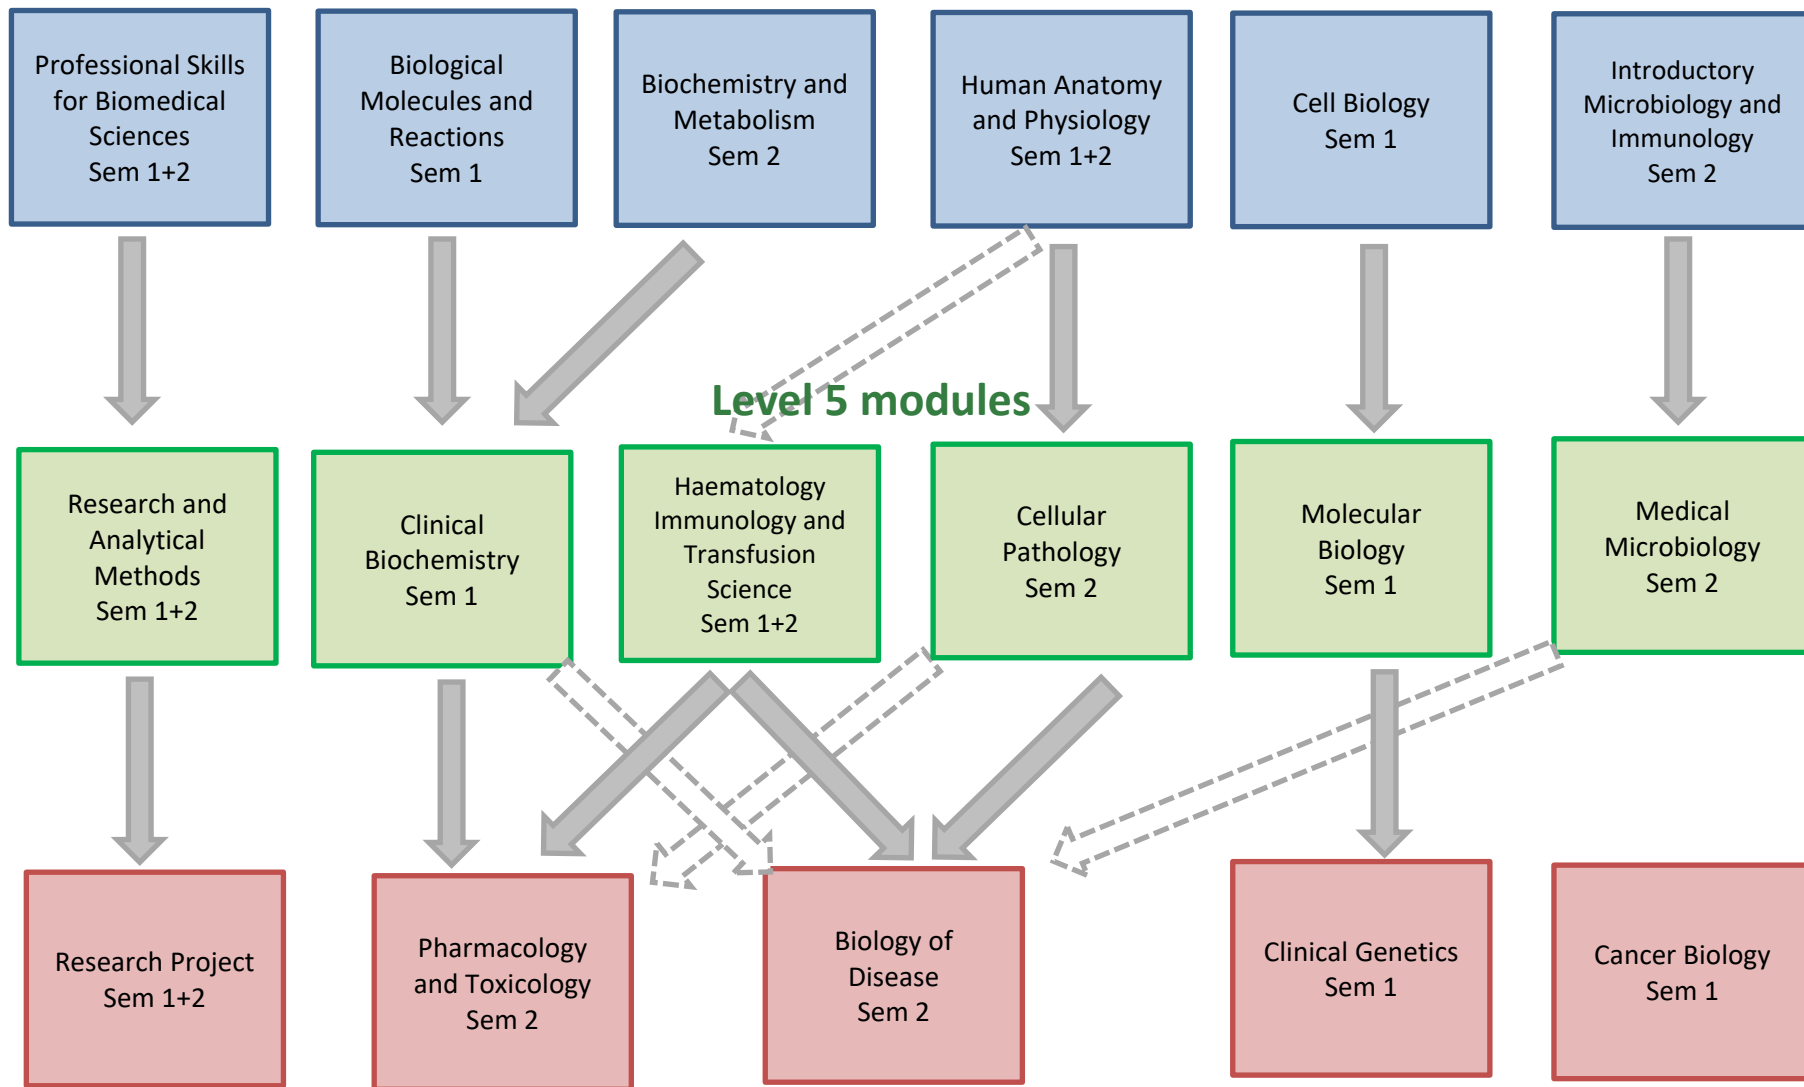 Professional Skills
for Biomedical
Sciences
Sem 1+2
Biological
Molecules and
Reactions
Sem 1
Biochemistry and
Metabolism
Sem 2
Human Anatomy
and Physiology
Sem 1+2
Cell Biology
Sem 1
Introductory
Microbiology and
Immunology
Sem 2
Level 5 modules
Research and
Analytical
Methods
Sem 1+2
Clinical
Biochemistry
Sem 1
Haematology
Immunology and
Transfusion
Science
Sem 1+2
Cellular
Pathology
Sem 2
Molecular
Biology
Sem 1
Medical
Microbiology
Sem 2
Research Project
Sem 1+2
Pharmacology
and Toxicology
Sem 2
Biology of
Disease
Sem 2
Clinical Genetics
Sem 1
Cancer Biology
Sem 1